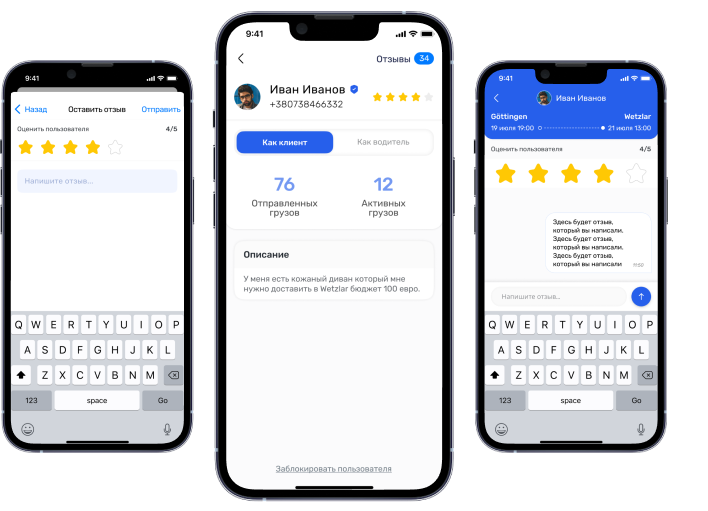 9:41
Назад Оставить отзыв Отправить
Оценить пользователя 4/5
Напишите отзыв...
Q W E R T Y U I O P
A S D F G H J K L
Z X C V B N M
123 space Go
9:41
Отзывы 34
Иван Иванов
+380738466332
Как клиент Как водитель
76 12
Отправленных Активных
грузов грузов
Описание
У меня есть кожаный диван который мне
нужно доставить в Wetzlar бюджет 100 евро.
Заблокировать пользователя
9:41
Иван Иванов
Göttingen Wetzlar
19 июля 19:00 21 июля 13:00
Оценить пользователя 4/5
Здесь будет отзыв,
который вы написали.
Здесь будет отзыв,
который вы написали.
Здесь будет отзыв,
который вы написали
Напишите отзыв...
Q W E R T Y U I O P
A S D F G H J K L
Z X C V B N M
123 space Go